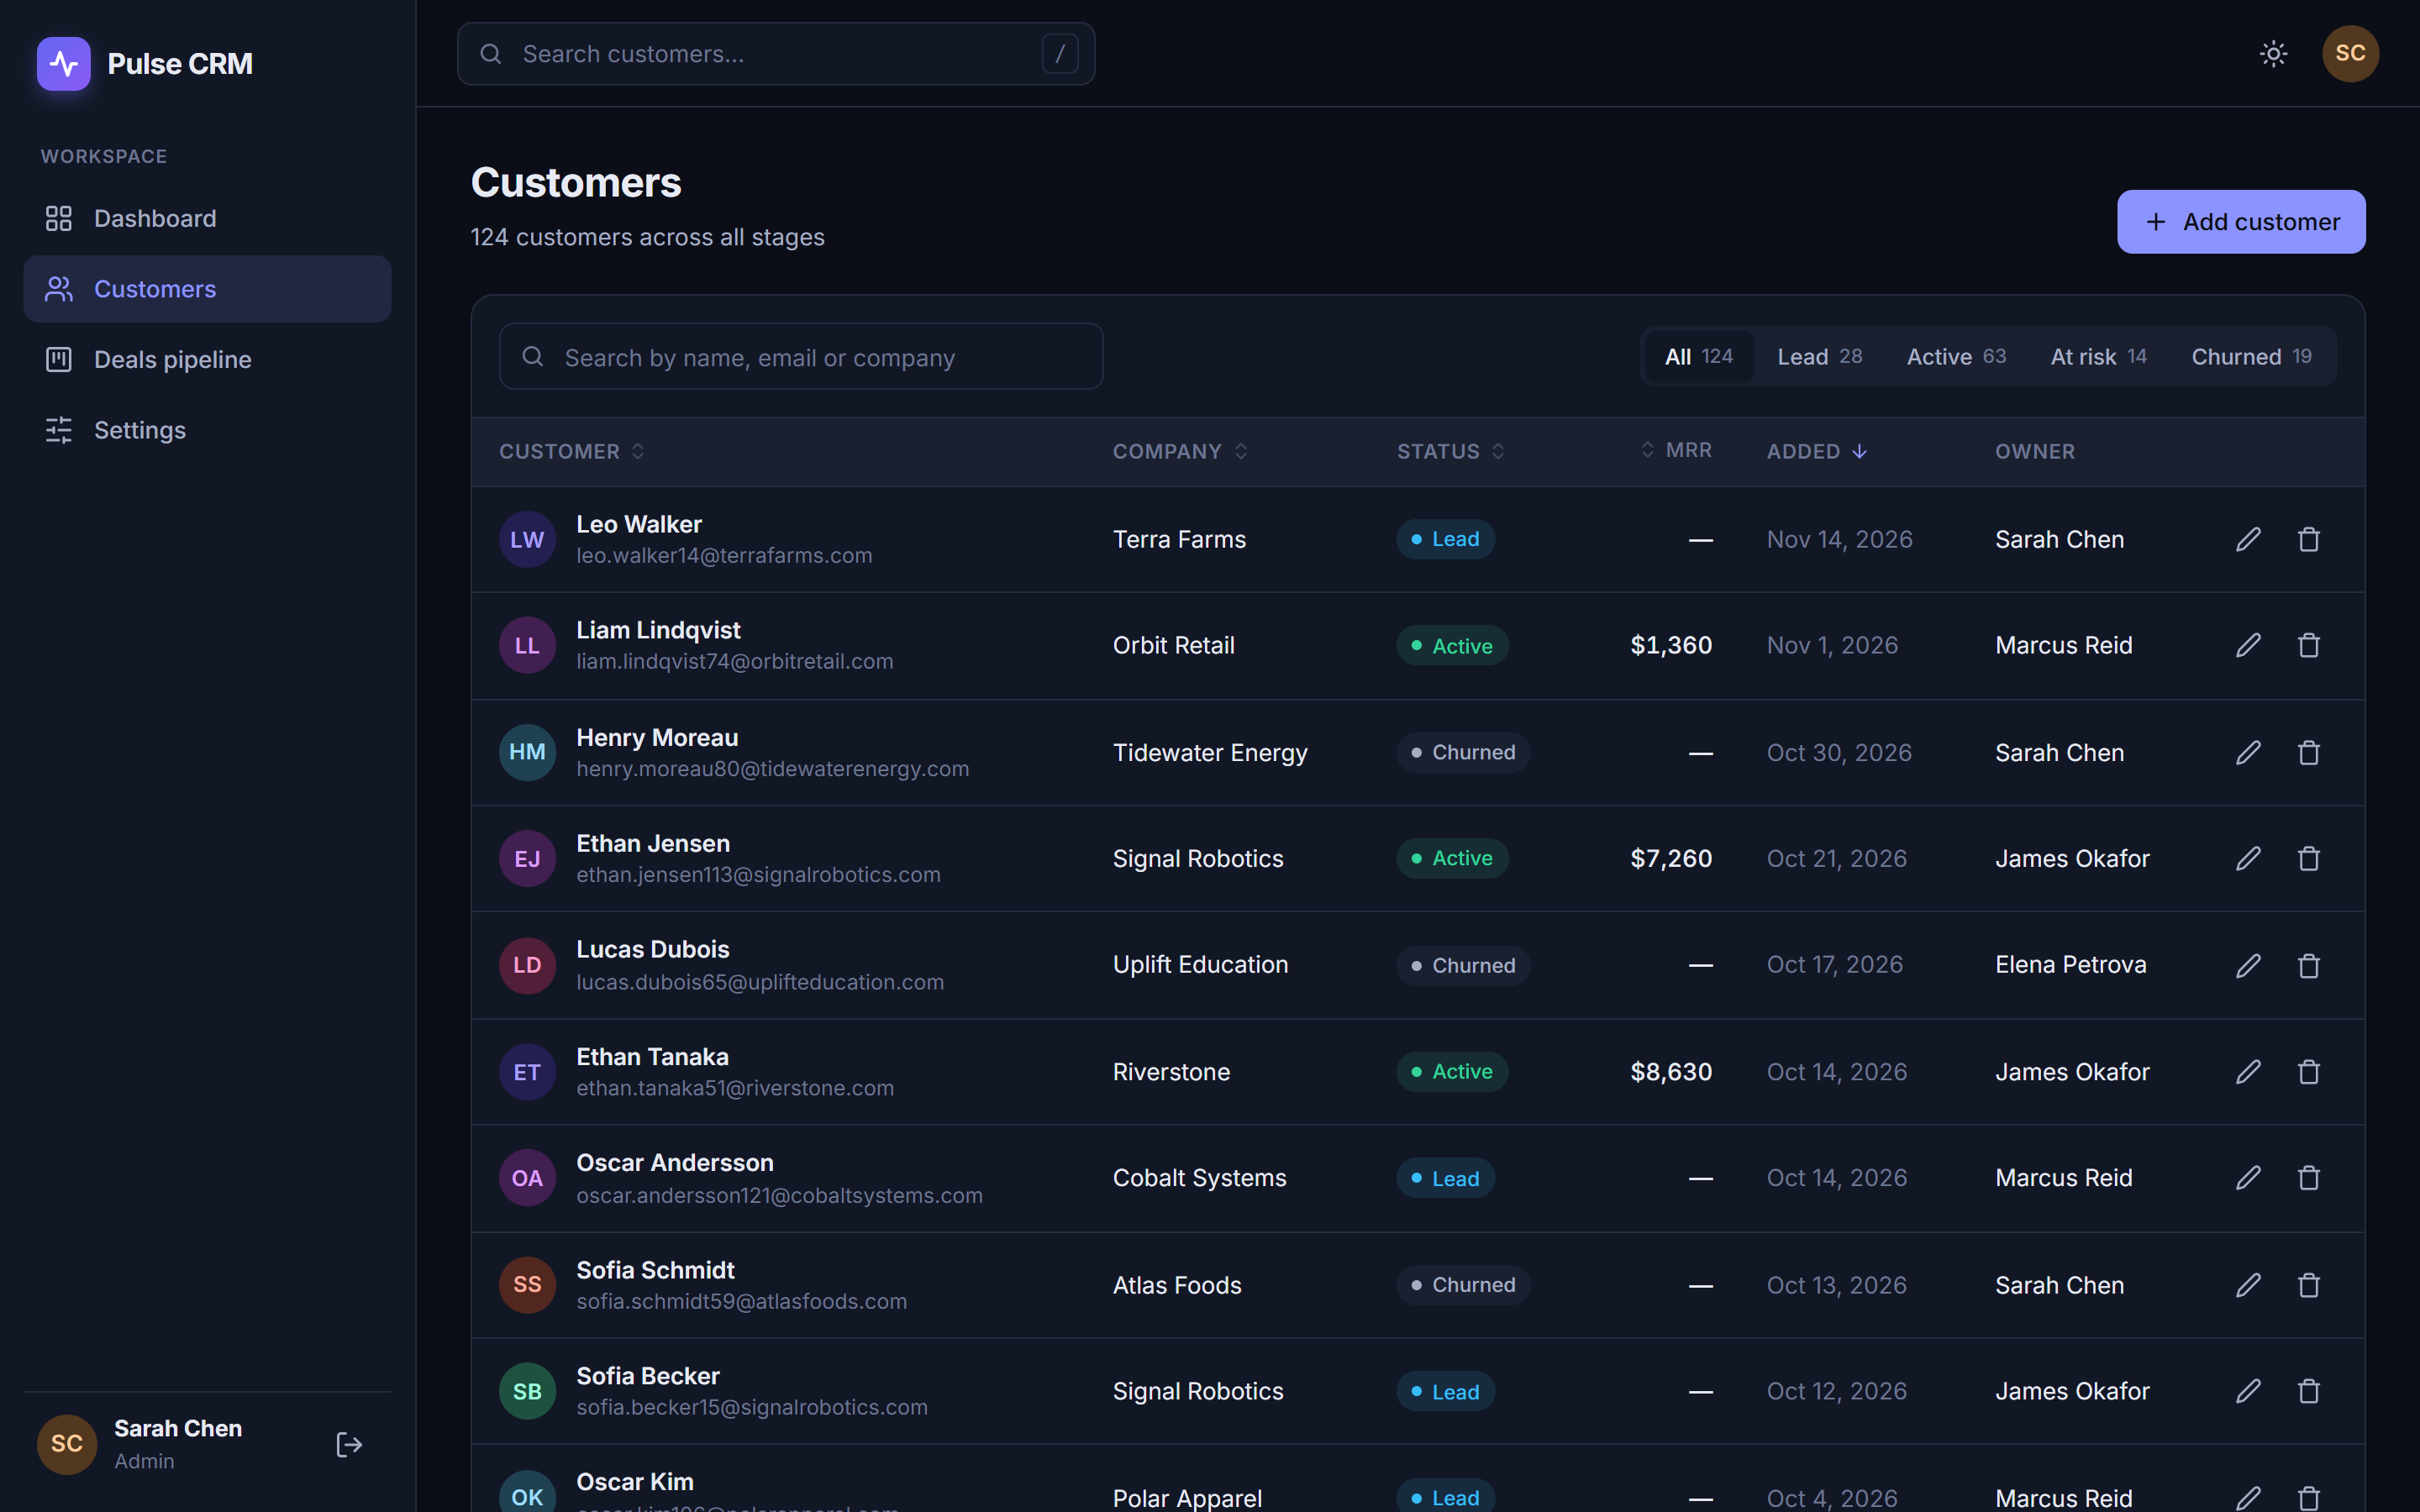 Pulse CRM
WORKSPACE
Dashboard
Customers
Deals pipeline
Settings
Sarah Chen
Admin
SC
Search customers...
/
SC
Customers
124 customers across all stages
Add customer
Search by name, email or company
All 124 Lead 28 Active 63 At risk 14 Churned 19
CUSTOMER COMPANY STATUS MRR ADDED OWNER
LW Leo Walker
leo.walker14@terrafarms.com
Terra Farms Lead — Nov 14, 2026 Sarah Chen
LL Liam Lindqvist
liam.lindqvist74@orbitretail.com
Orbit Retail Active $1,360 Nov 1, 2026 Marcus Reid
HM Henry Moreau
henry.moreau80@tidewaterenergy.com
Tidewater Energy Churned — Oct 30, 2026 Sarah Chen
EJ Ethan Jensen
ethan.jensen113@signalrobotics.com
Signal Robotics Active $7,260 Oct 21, 2026 James Okafor
LD Lucas Dubois
lucas.dubois65@uplifteducation.com
Uplift Education Churned — Oct 17, 2026 Elena Petrova
ET Ethan Tanaka
ethan.tanaka51@riverstone.com
Riverstone Active $8,630 Oct 14, 2026 James Okafor
OA Oscar Andersson
oscar.andersson121@cobaltsystems.com
Cobalt Systems Lead — Oct 14, 2026 Marcus Reid
SS Sofia Schmidt
sofia.schmidt59@atlasfoods.com
Atlas Foods Churned — Oct 13, 2026 Sarah Chen
SB Sofia Becker
sofia.becker15@signalrobotics.com
Signal Robotics Lead — Oct 12, 2026 James Okafor
OK Oscar Kim
Polar Apparel Lead — Oct 4, 2026 Marcus Reid